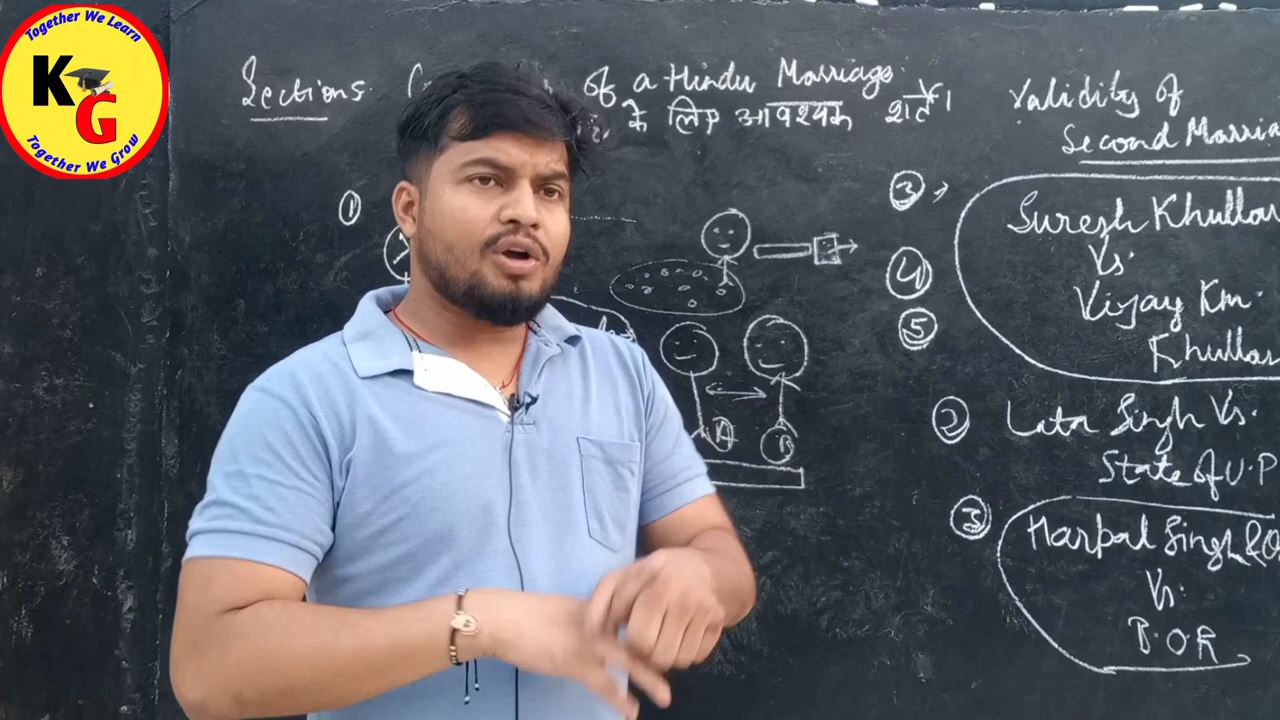 Together We Learn
KG
Together We Grow
Sections of a Hindu Marriage
के लिए आवश्यक शर्तें।
①
③,
④
⑤
A
B
Validity of
Second Marria
Suresh Khullar
Vs.
Vijay Km.
Khullar
② Lata Singh Vs.
State of U.P
③ Harpal Singh &
Vs.
B.O.R